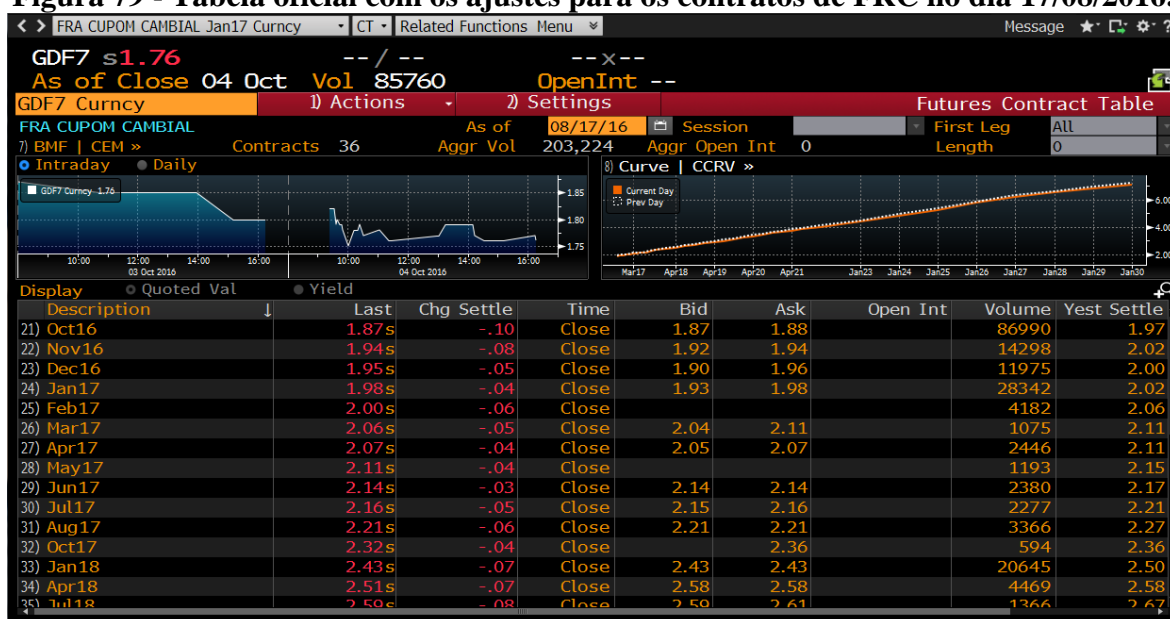 Figura 79 - Tabela oficial com os ajustes para os contratos de FRC no dia 17/08/2016.
< > FRA CUPOM CAMBIAL Jan17 Curncy CT Related Functions Menu Message
GDF7 s1.76 -- / -- --x--
As of Close 04 Oct Vol 85760 OpenInt --
GDF7 Curncy 1) Actions 2) Settings Futures Contract Table
FRA CUPOM CAMBIAL As of 08/17/16 Session First Leg All
7) BMF | CEM » Contracts 36 Aggr Vol 203,224 Aggr Open Int 0 Length 0
Intraday Daily 8) Curve | CCRV »
GDF7 Curncy 1.76
Current Day
Prev Day
1.85
1.80
1.75
6.00
4.00
2.00
10:00 12:00 14:00 16:00 10:00 12:00 14:00 16:00
03 Oct 2016 04 Oct 2016
Mar17 Apr18 Apr19 Apr20 Apr21 Jan23 Jan24 Jan25 Jan26 Jan27 Jan28 Jan29 Jan30
Display Quoted Val Yield
Description ↓ Last Chg Settle Time Bid Ask Open Int Volume Yest Settle
21) Oct16 1.87s -.10 Close 1.87 1.88 86990 1.97
22) Nov16 1.94s -.08 Close 1.92 1.94 14298 2.02
23) Dec16 1.95s -.05 Close 1.90 1.96 11975 2.00
24) Jan17 1.98s -.04 Close 1.93 1.98 28342 2.02
25) Feb17 2.00s -.06 Close 4182 2.06
26) Mar17 2.06s -.05 Close 2.04 2.11 1075 2.11
27) Apr17 2.07s -.04 Close 2.05 2.07 2446 2.11
28) May17 2.11s -.04 Close 1193 2.15
29) Jun17 2.14s -.03 Close 2.14 2.14 2380 2.17
30) Jul17 2.16s -.05 Close 2.15 2.16 2277 2.21
31) Aug17 2.21s -.06 Close 2.21 2.21 3366 2.27
32) Oct17 2.32s -.04 Close 2.36 594 2.36
33) Jan18 2.43s -.07 Close 2.43 2.43 20645 2.50
34) Apr18 2.51s -.07 Close 2.58 2.58 4469 2.58
35) Jul18 2.59s -.08 Close 2.59 2.61 1366 2.67